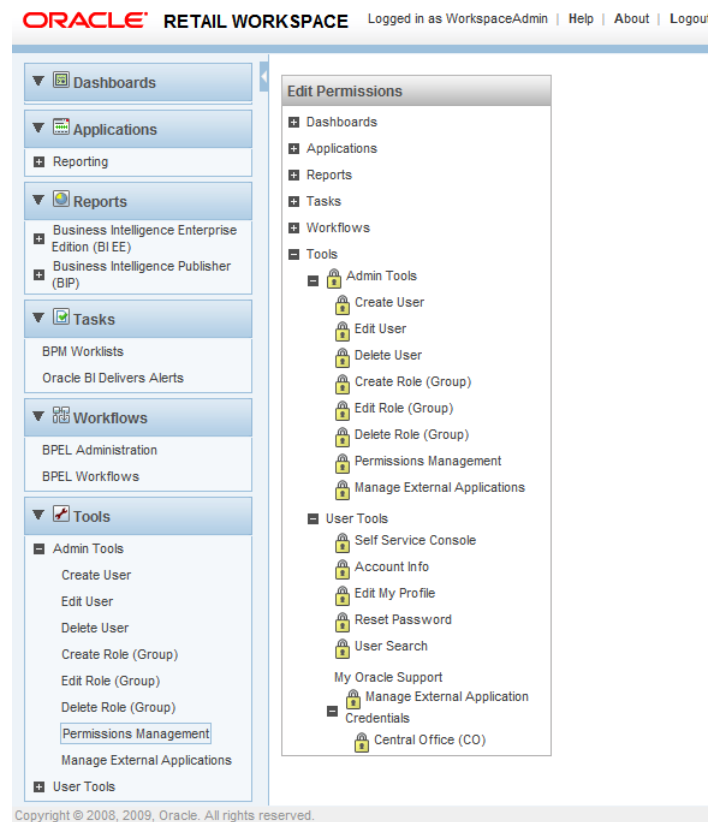 ORACLE RETAIL WORKSPACE Logged in as WorkspaceAdmin | Help | About | Logout
Dashboards
Applications
Reporting
Reports
Business Intelligence Enterprise
Edition (BI EE)
Business Intelligence Publisher
(BIP)
Tasks
BPM Worklists
Oracle BI Delivers Alerts
Workflows
BPEL Administration
BPEL Workflows
Tools
Admin Tools
Create User
Edit User
Delete User
Create Role (Group)
Edit Role (Group)
Delete Role (Group)
Permissions Management
Manage External Applications
User Tools
Edit Permissions
Dashboards
Applications
Reports
Tasks
Workflows
Tools
Admin Tools
Create User
Edit User
Delete User
Create Role (Group)
Edit Role (Group)
Delete Role (Group)
Permissions Management
Manage External Applications
User Tools
Self Service Console
Account Info
Edit My Profile
Reset Password
User Search
My Oracle Support
Manage External Application
Credentials
Central Office (CO)
Copyright © 2008, 2009, Oracle. All rights reserved.